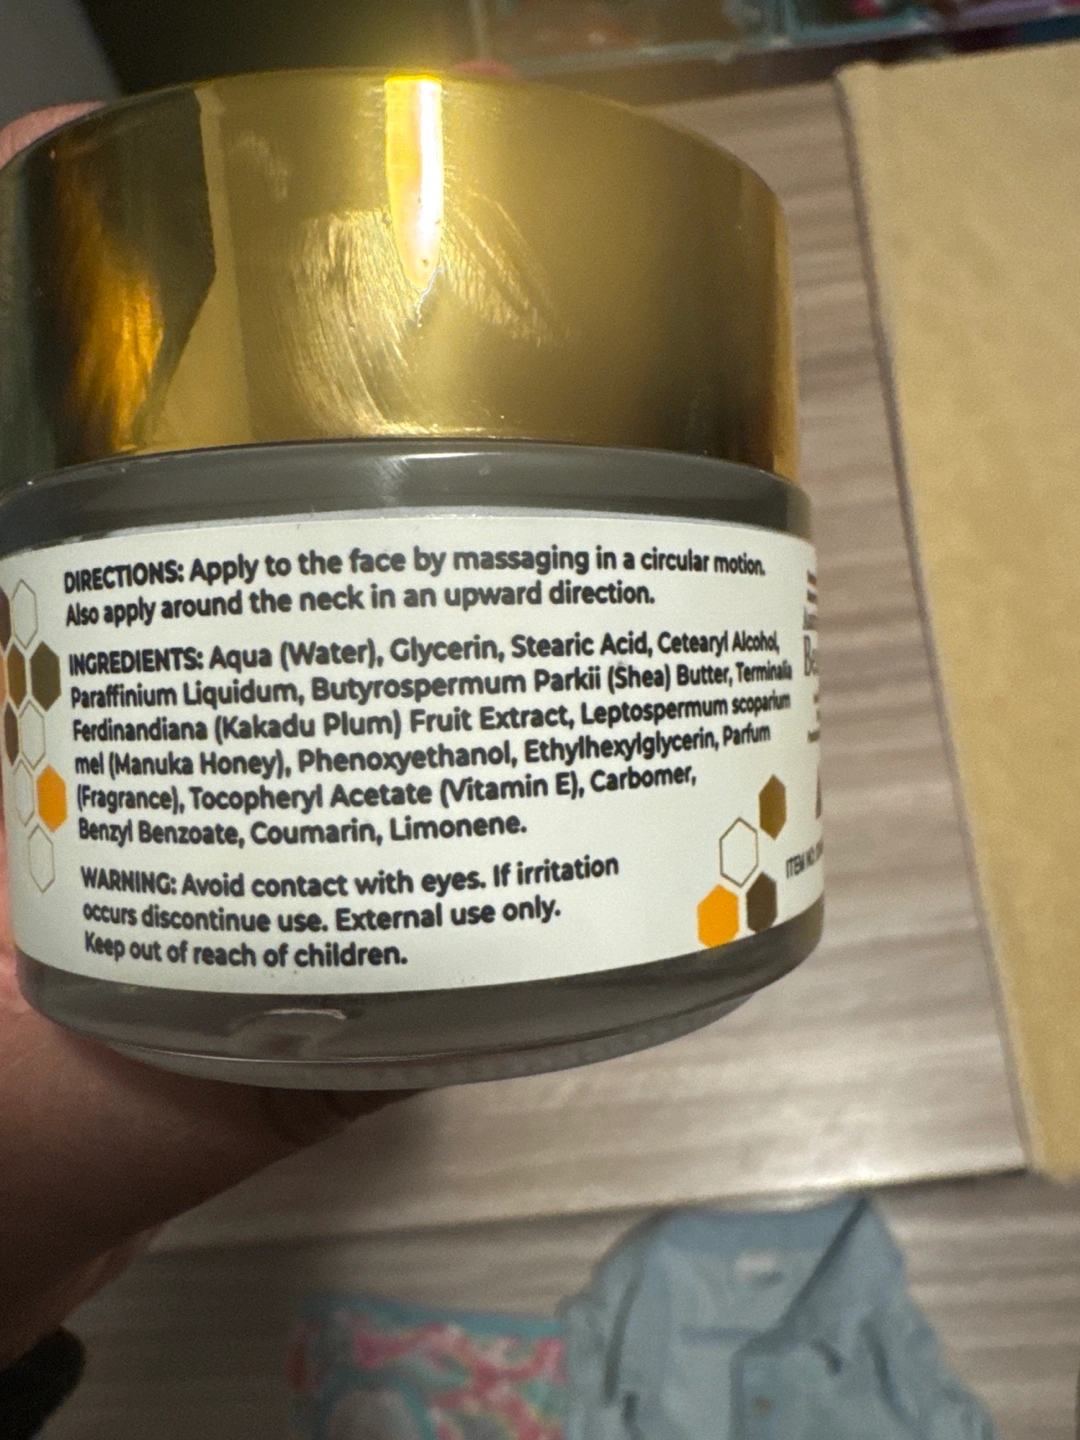 DIRECTIONS: Apply to the face by massaging in a circular motion.
Also apply around the neck in an upward direction.
INGREDIENTS: Aqua (Water), Glycerin, Stearic Acid, Cetearyl Alcohol,
Paraffinium Liquidum, Butyrospermum Parkii (Shea) Butter, Terminalia
Ferdinandiana (Kakadu Plum) Fruit Extract, Leptospermum scoparium
mel (Manuka Honey), Phenoxyethanol, Ethylhexylglycerin, Parfum
(Fragrance), Tocopheryl Acetate (Vitamin E), Carbomer,
Benzyl Benzoate, Coumarin, Limonene.
WARNING: Avoid contact with eyes. If irritation
occurs discontinue use. External use only.
Keep out of reach of children.
ITEM NO.